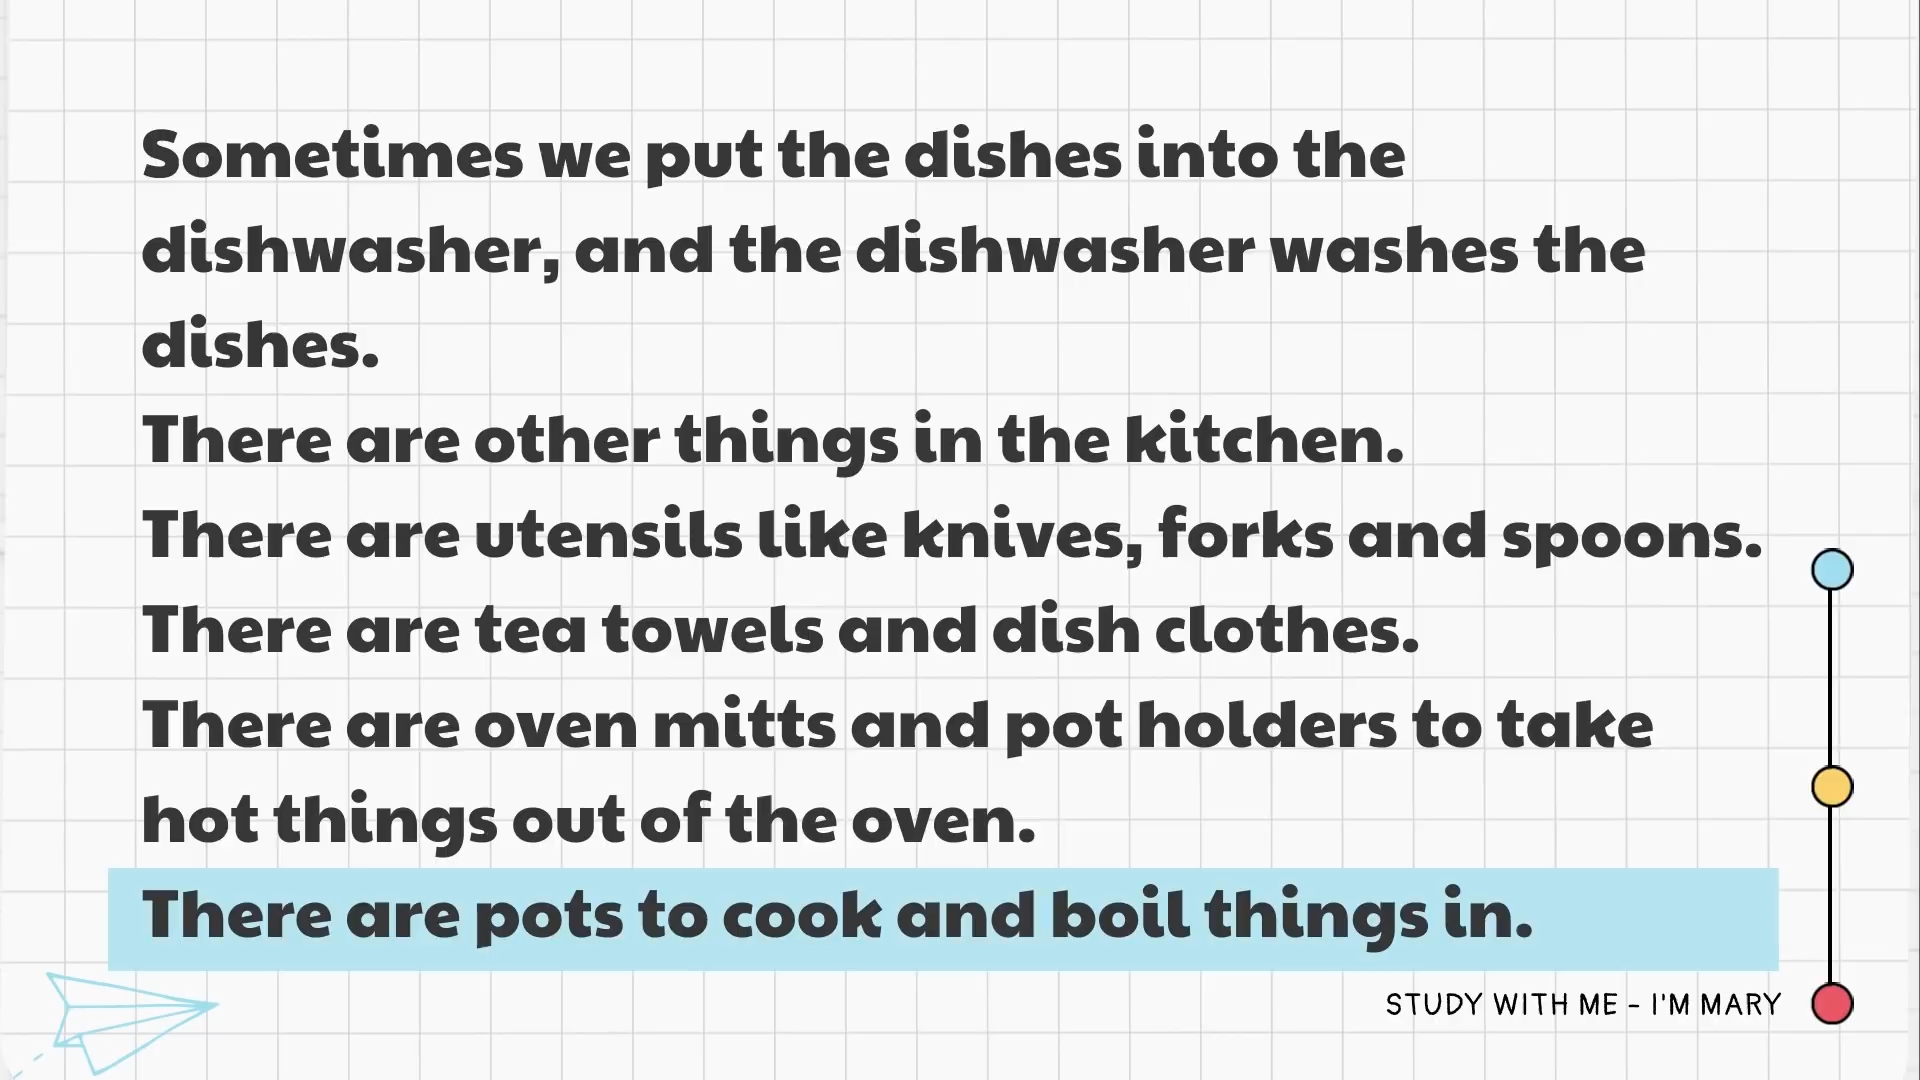 Sometimes we put the dishes into the
dishwasher, and the dishwasher washes the
dishes.
There are other things in the kitchen.
There are utensils like knives, forks and spoons.
There are tea towels and dish clothes.
There are oven mitts and pot holders to take
hot things out of the oven.
There are pots to cook and boil things in.
STUDY WITH ME - I'M MARY